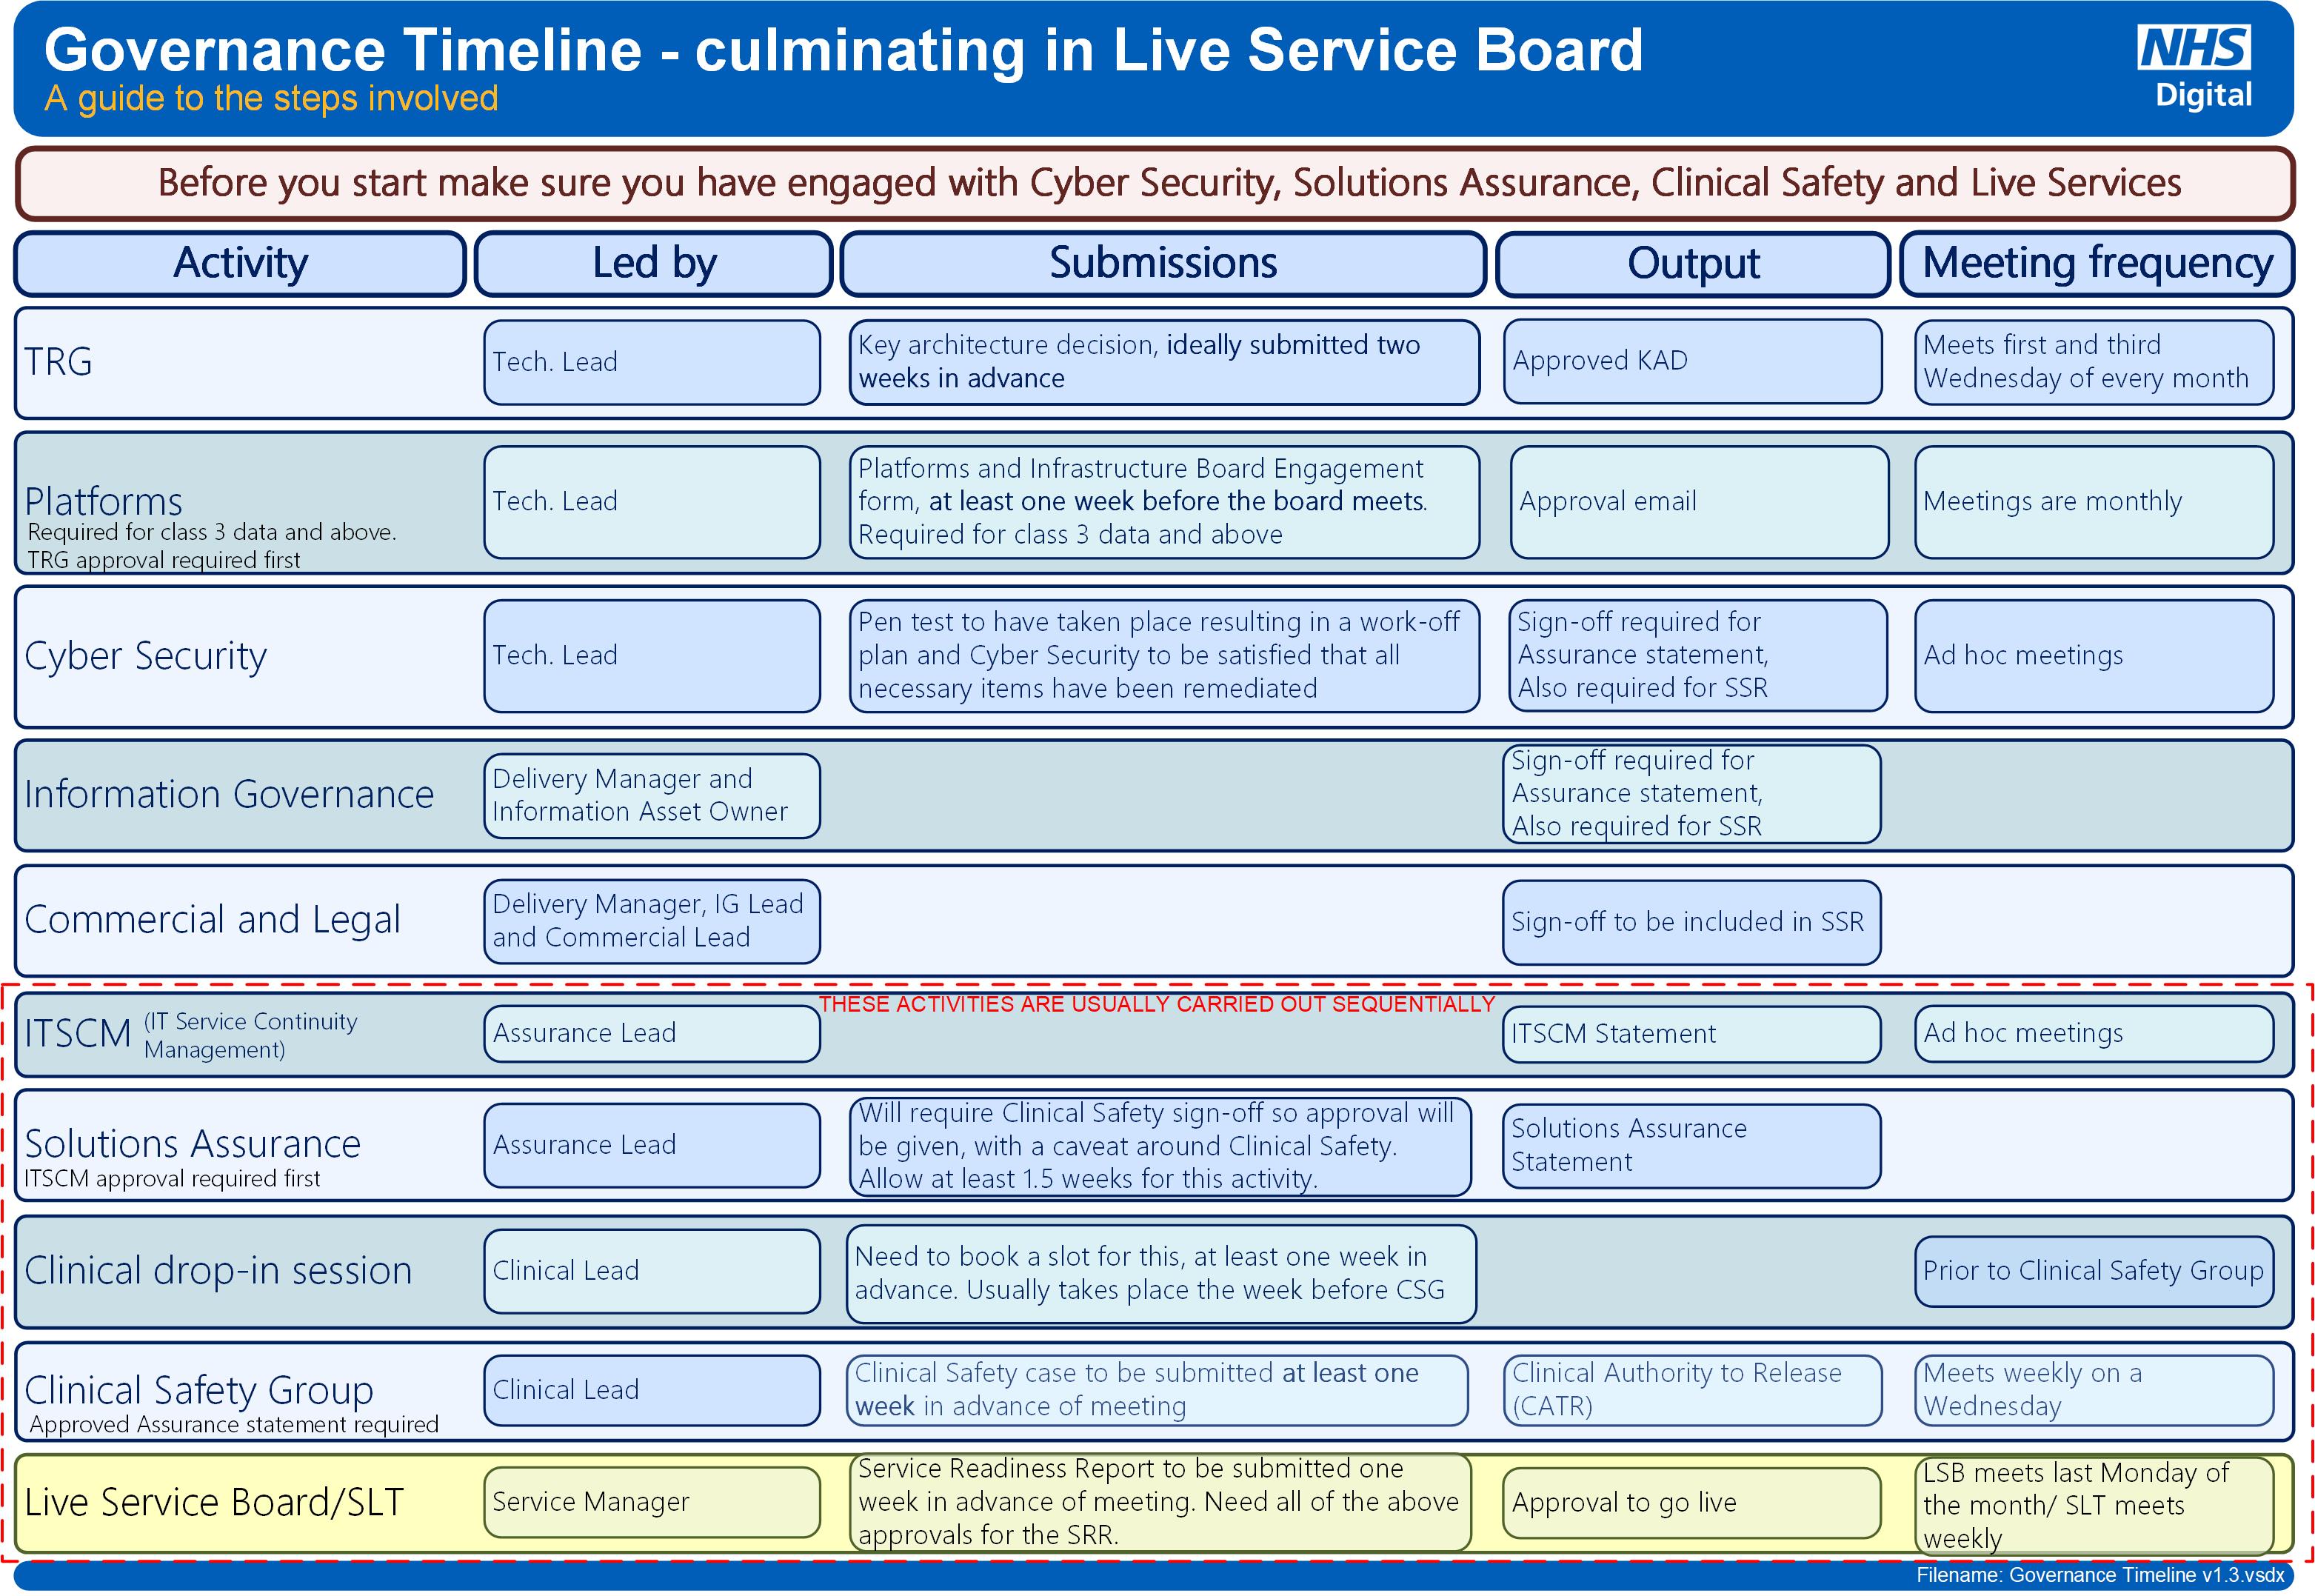 Governance Timeline - culminating in Live Service Board
A guide to the steps involved
NHS
Digital
Before you start make sure you have engaged with Cyber Security, Solutions Assurance, Clinical Safety and Live Services
Activity
Led by
Submissions
Output
Meeting frequency
TRG
Tech. Lead
Key architecture decision, ideally submitted two
weeks in advance
Approved KAD
Meets first and third
Wednesday of every month
Platforms
Required for class 3 data and above.
TRG approval required first
Tech. Lead
Platforms and Infrastructure Board Engagement
form, at least one week before the board meets.
Required for class 3 data and above
Approval email
Meetings are monthly
Cyber Security
Tech. Lead
Pen test to have taken place resulting in a work-off
plan and Cyber Security to be satisfied that all
necessary items have been remediated
Sign-off required for
Assurance statement,
Also required for SSR
Ad hoc meetings
Information Governance
Delivery Manager and
Information Asset Owner
Sign-off required for
Assurance statement,
Also required for SSR
Commercial and Legal
Delivery Manager, IG Lead
and Commercial Lead
Sign-off to be included in SSR
THESE ACTIVITIES ARE USUALLY CARRIED OUT SEQUENTIALLY
ITSCM (IT Service Continuity
Management)
Assurance Lead
ITSCM Statement
Ad hoc meetings
Solutions Assurance
ITSCM approval required first
Assurance Lead
Will require Clinical Safety sign-off so approval will
be given, with a caveat around Clinical Safety.
Allow at least 1.5 weeks for this activity.
Solutions Assurance
Statement
Clinical drop-in session
Clinical Lead
Need to book a slot for this, at least one week in
advance. Usually takes place the week before CSG
Prior to Clinical Safety Group
Clinical Safety Group
Approved Assurance statement required
Clinical Lead
Clinical Safety case to be submitted at least one
week in advance of meeting
Clinical Authority to Release
(CATR)
Meets weekly on a
Wednesday
Live Service Board/SLT
Service Manager
Service Readiness Report to be submitted one
week in advance of meeting. Need all of the above
approvals for the SRR.
Approval to go live
LSB meets last Monday of
the month/ SLT meets
weekly
Filename: Governance Timeline v1.3.vsdx